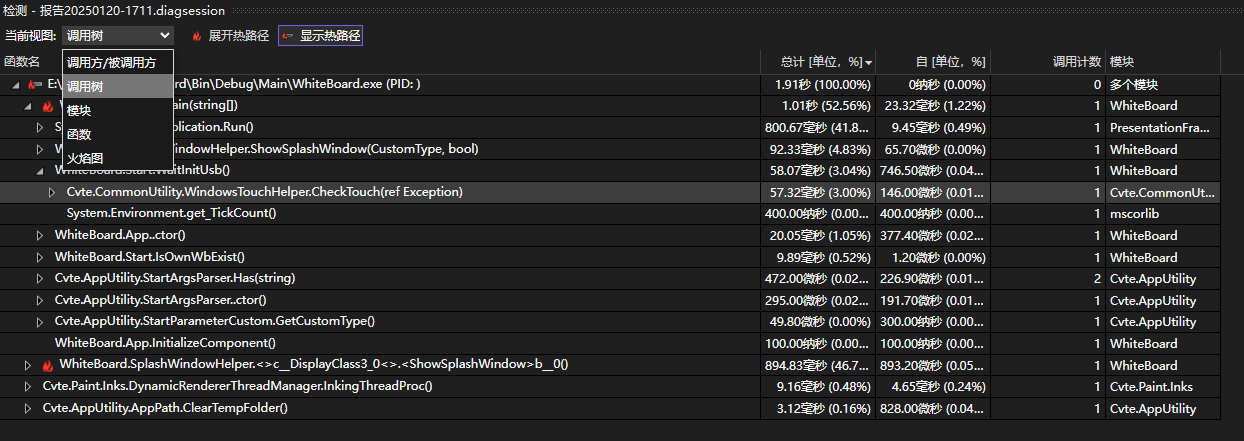 检测 - 报告20250120-1711.diagsession
当前视图: 调用树 展开热路径 显示热路径
调用方/被调用方
调用树
模块
函数
火焰图
函数名 总计 [单位, %] 自 [单位, %] 调用计数 模块
E:\ rd\Bin\Debug\Main\WhiteBoard.exe (PID: ) 1.91秒 (100.00%) 0纳秒 (0.00%) 0 多个模块
ain(string[]) 1.01秒 (52.56%) 23.32毫秒 (1.22%) 1 WhiteBoard
S plication.Run() 800.67毫秒 (41.8... 9.45毫秒 (0.49%) 1 PresentationFra...
W WindowHelper.ShowSplashWindow(CustomType, bool) 92.33毫秒 (4.83%) 65.70毫秒 (0.00%) 1 WhiteBoard
WhiteBoard.Start.WaitInitUsb() 58.07毫秒 (3.04%) 746.50微秒 (0.04... 1 WhiteBoard
Cvte.CommonUtility.WindowsTouchHelper.CheckTouch(ref Exception) 57.32毫秒 (3.00%) 146.00微秒 (0.01... 1 Cvte.CommonUt...
System.Environment.get_TickCount() 400.00纳秒 (0.00... 400.00纳秒 (0.00... 1 mscorlib
WhiteBoard.App..ctor() 20.05毫秒 (1.05%) 377.40微秒 (0.02... 1 WhiteBoard
WhiteBoard.Start.IsOwnWbExist() 9.89毫秒 (0.52%) 1.20微秒 (0.00%) 1 WhiteBoard
Cvte.AppUtility.StartArgsParser.Has(string) 472.00微秒 (0.02... 226.90微秒 (0.01... 2 Cvte.AppUtility
Cvte.AppUtility.StartArgsParser..ctor() 295.00微秒 (0.02... 191.70微秒 (0.01... 1 Cvte.AppUtility
Cvte.AppUtility.StartParameterCustom.GetCustomType() 49.80微秒 (0.00%) 300.00纳秒 (0.00... 1 Cvte.AppUtility
WhiteBoard.App.InitializeComponent() 100.00纳秒 (0.00... 100.00纳秒 (0.00... 1 WhiteBoard
WhiteBoard.SplashWindowHelper.<>c__DisplayClass3_0<>.<ShowSplashWindow>b__0() 894.83毫秒 (46.7... 893.20微秒 (0.05... 1 WhiteBoard
Cvte.Paint.Inks.DynamicRendererThreadManager.InkingThreadProc() 9.16毫秒 (0.48%) 4.65毫秒 (0.24%) 1 Cvte.Paint.Inks
Cvte.AppUtility.AppPath.ClearTempFolder() 3.12毫秒 (0.16%) 828.00微秒 (0.04... 1 Cvte.AppUtility